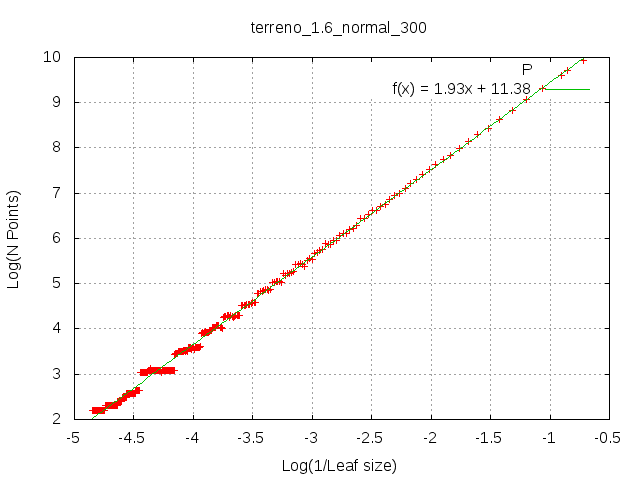 terreno_1.6_normal_300
10
9
8
7
6
5
4
3
2
Log(N Points)
P
f(x) = 1.93x + 11.38
-5 -4.5 -4 -3.5 -3 -2.5 -2 -1.5 -1 -0.5
Log(1/Leaf size)